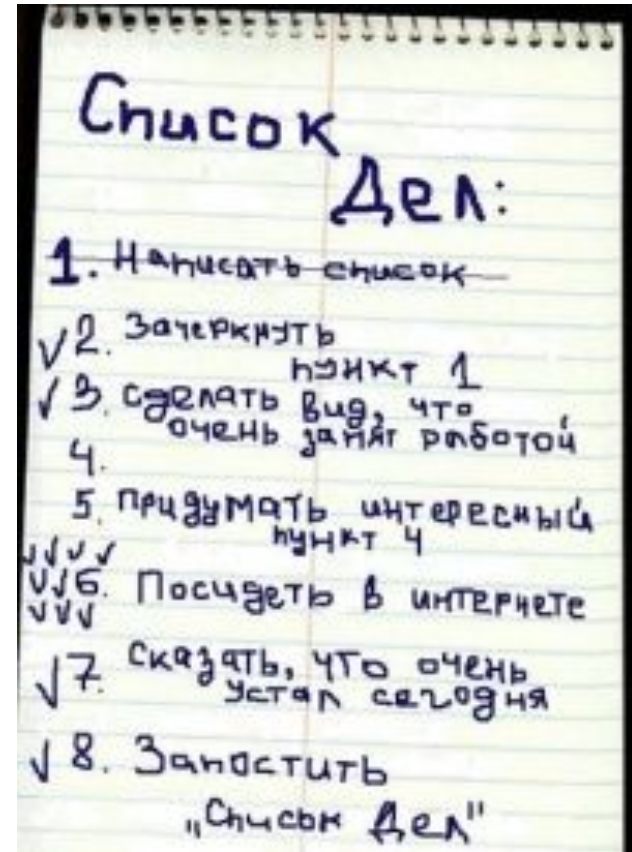 Список
Дел:
1. Написать список
√ 2. Зачеркнуть
пункт 1
√ 3. Сделать вид, что
очень занят работой
4.
5. придумать интересный
пункт 4
√√√√
√√6. Посидеть в интернете
√√√
√7. Сказать, что очень
устал сегодня
√ 8. Запостить
„Список Дел"